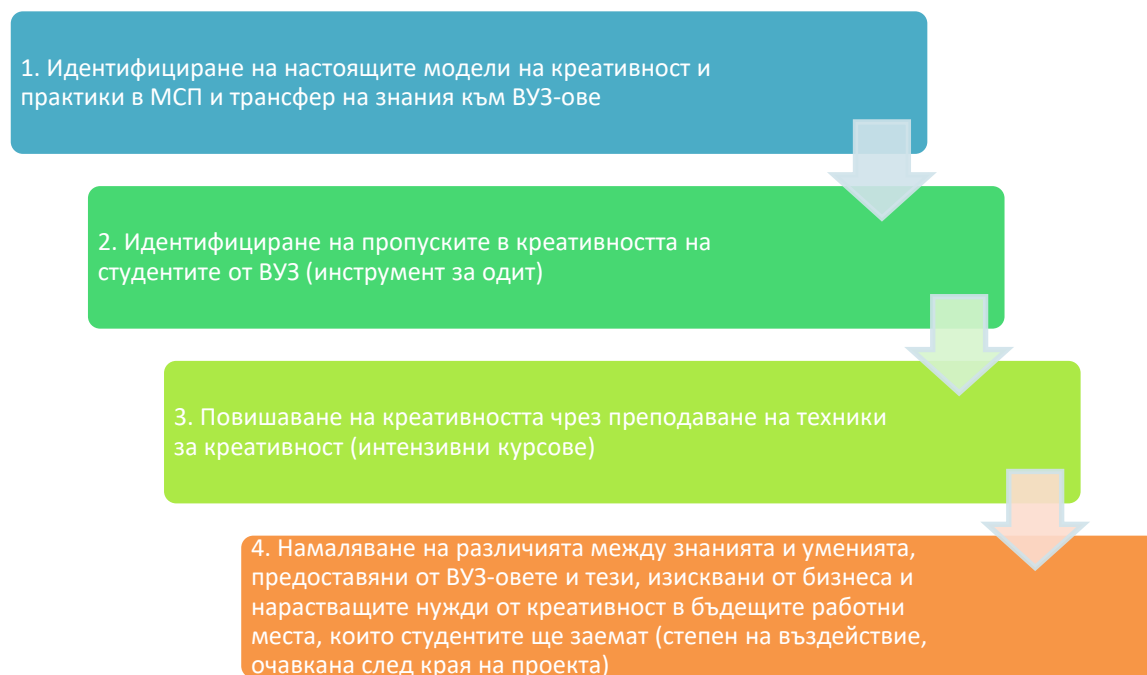 1. Идентифициране на настоящите модели на креативност и
практики в МСП и трансфер на знания към ВУЗ-ове
2. Идентифициране на пропуските в креативността на
студентите от ВУЗ (инструмент за одит)
3. Повишаване на креативността чрез преподаване на техники
за креативност (интензивни курсове)
4. Намаляване на различията между знанията и уменията,
предоставяни от ВУЗ-овете и тези, изисквани от бизнеса и
нарастващите нужди от креативност в бъдещите работни
места, които студентите ще заемат (степен на въздействие,
очавкана след края на проекта)